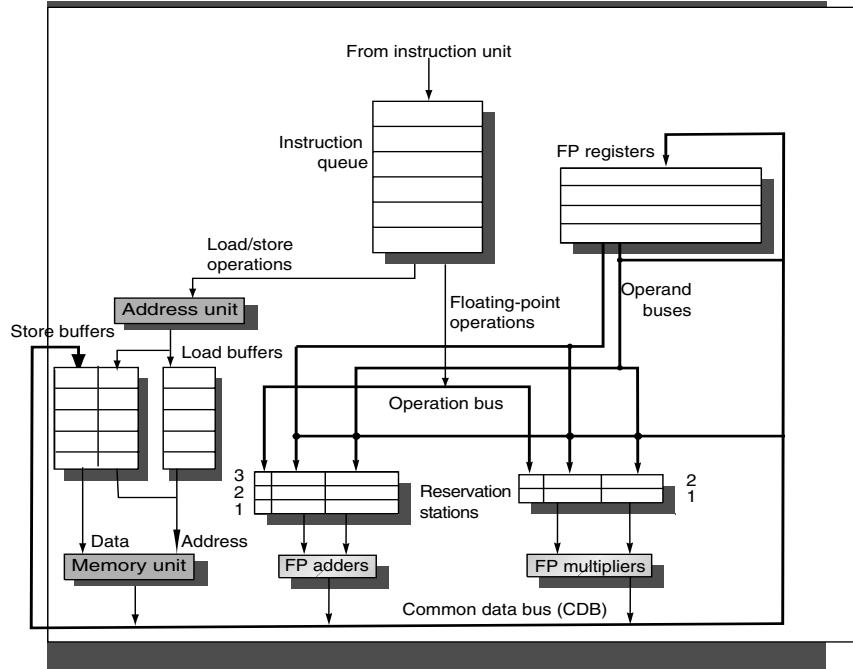 From instruction unit
Instruction
queue
FP registers
Load/store
operations
Address unit
Floating-point
operations
Operand
buses
Store buffers
Load buffers
Operation bus
3
2
1
Reservation
stations
2
1
Data
Address
Memory unit
FP adders
FP multipliers
Common data bus (CDB)